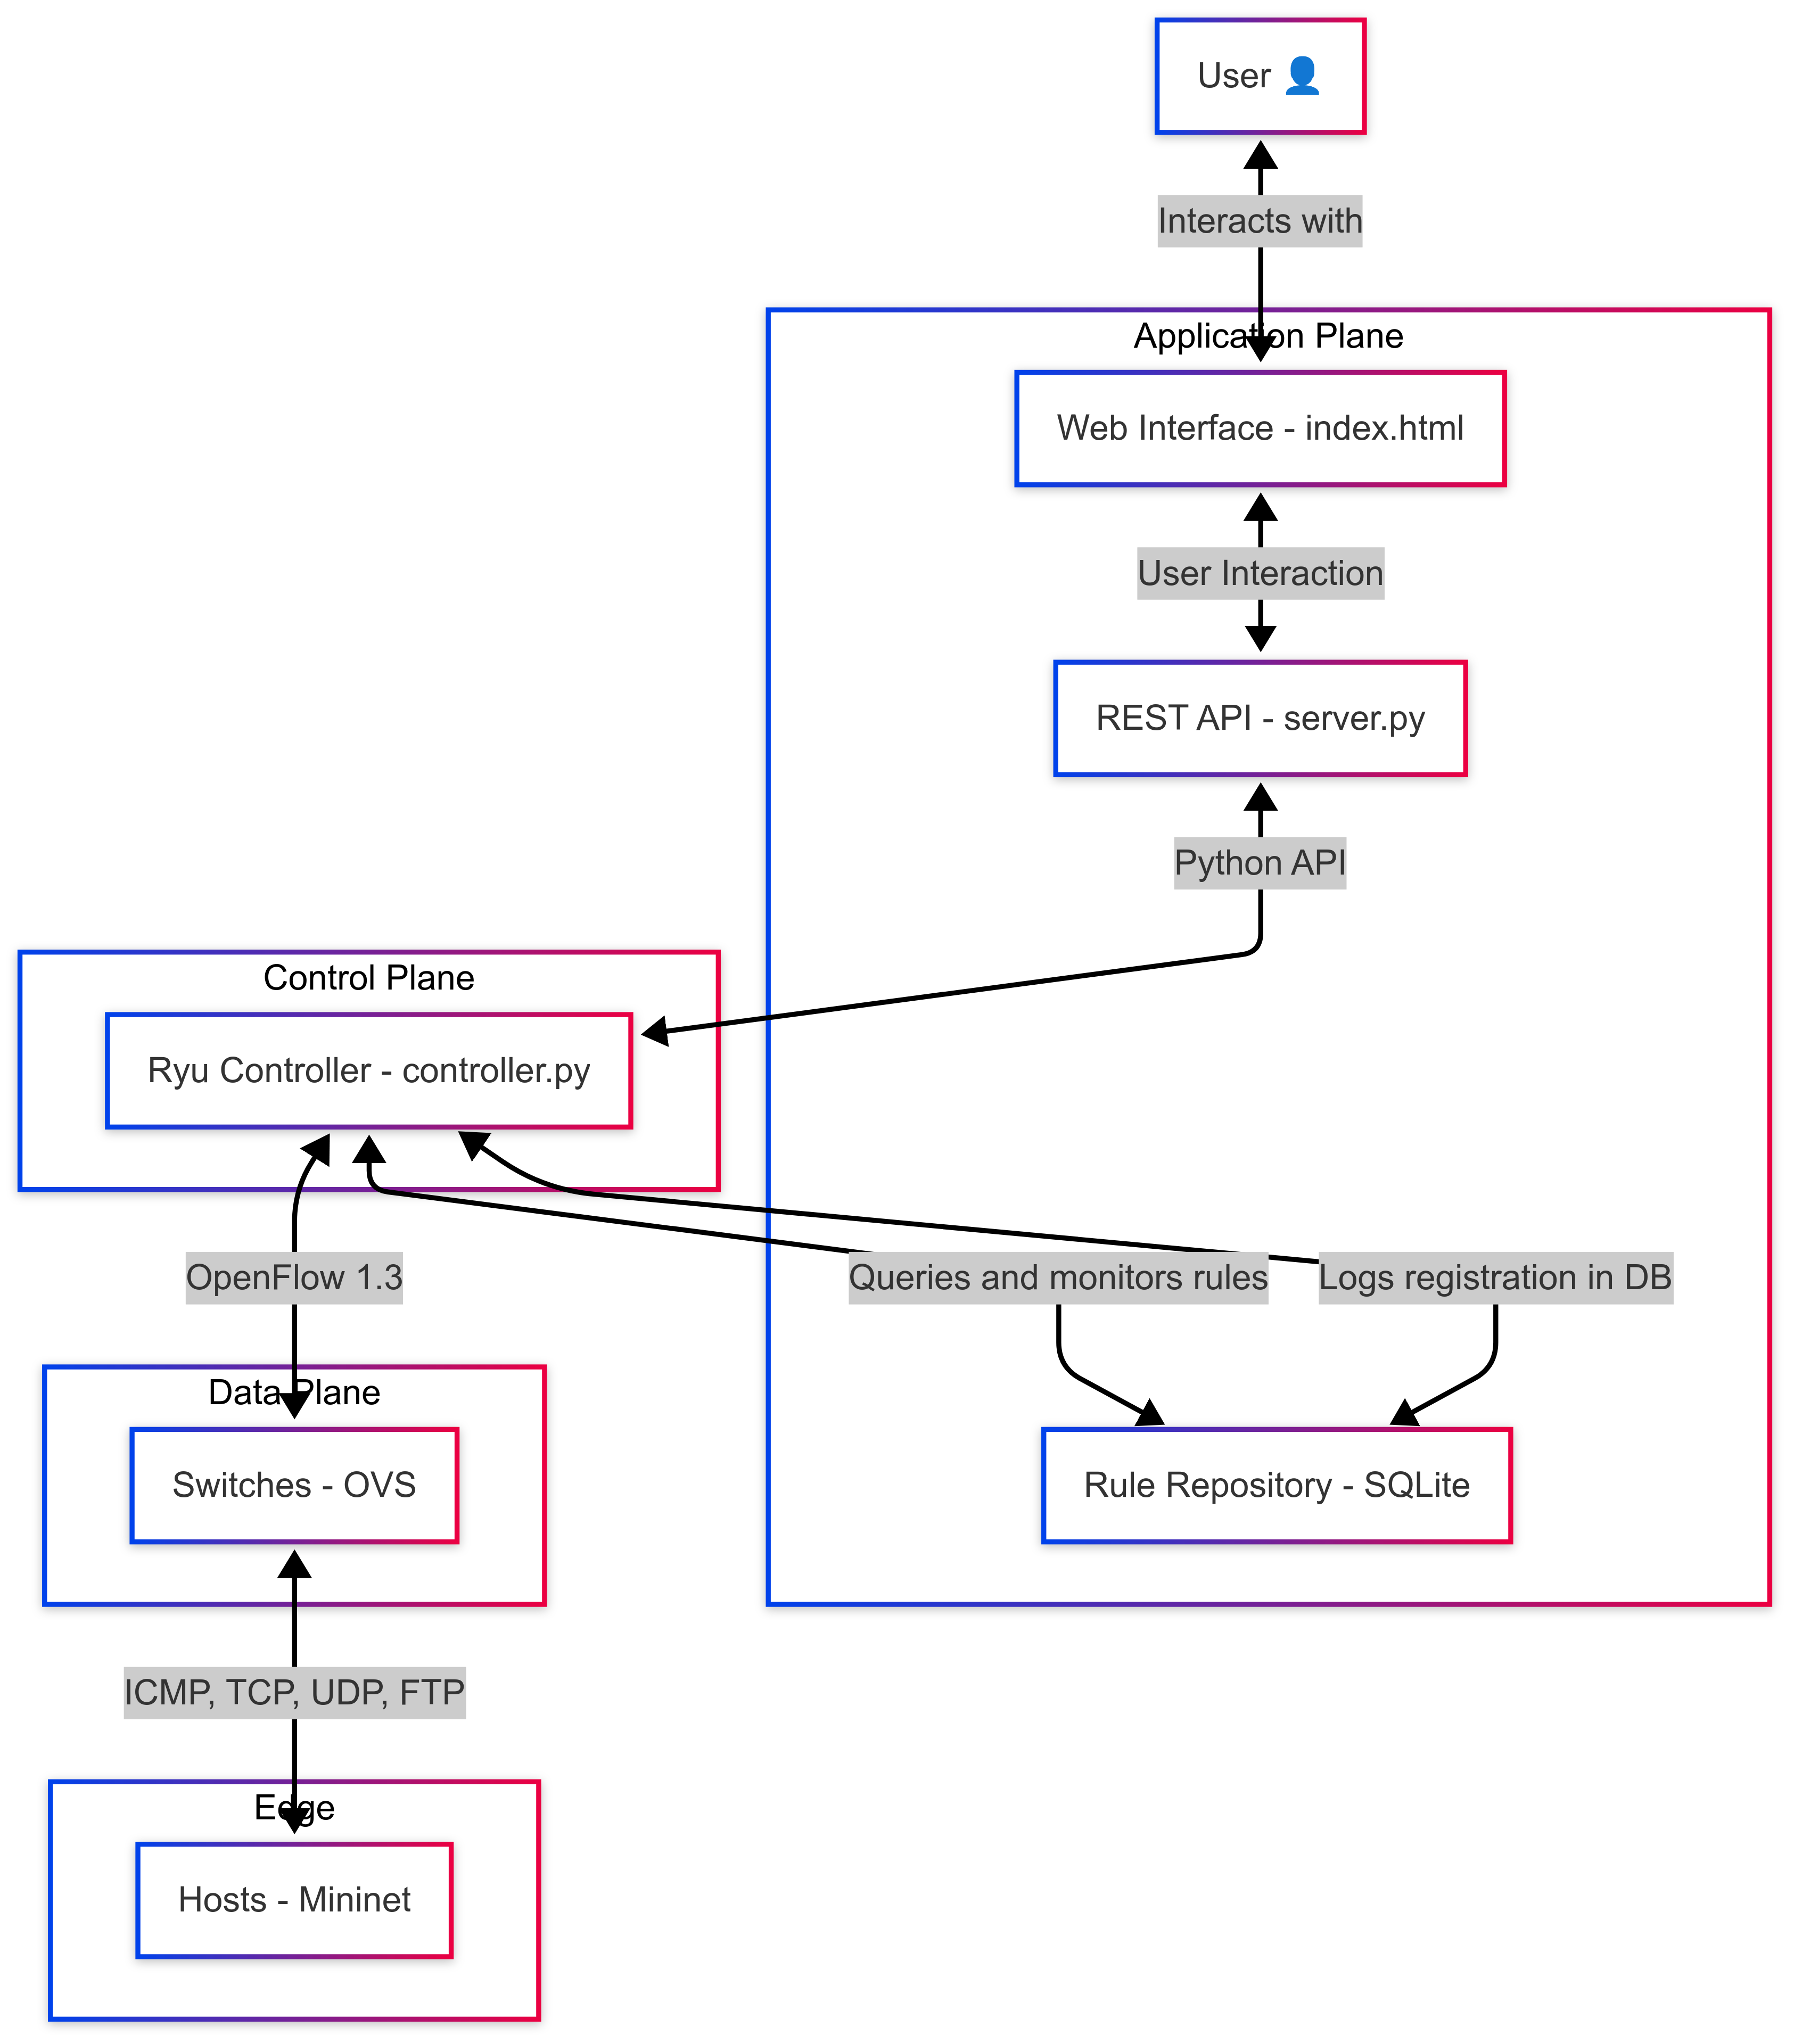 User 👤
Interacts with
Application Plane
Web Interface - index.html
User Interaction
REST API - server.py
Python API
Control Plane
Ryu Controller - controller.py
OpenFlow 1.3
Queries and monitors rules
Logs registration in DB
Data Plane
Switches - OVS
Rule Repository - SQLite
ICMP, TCP, UDP, FTP
Edge
Hosts - Mininet